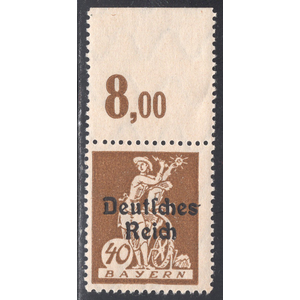 8,00
Deutsches
Reich
40
BAYERN